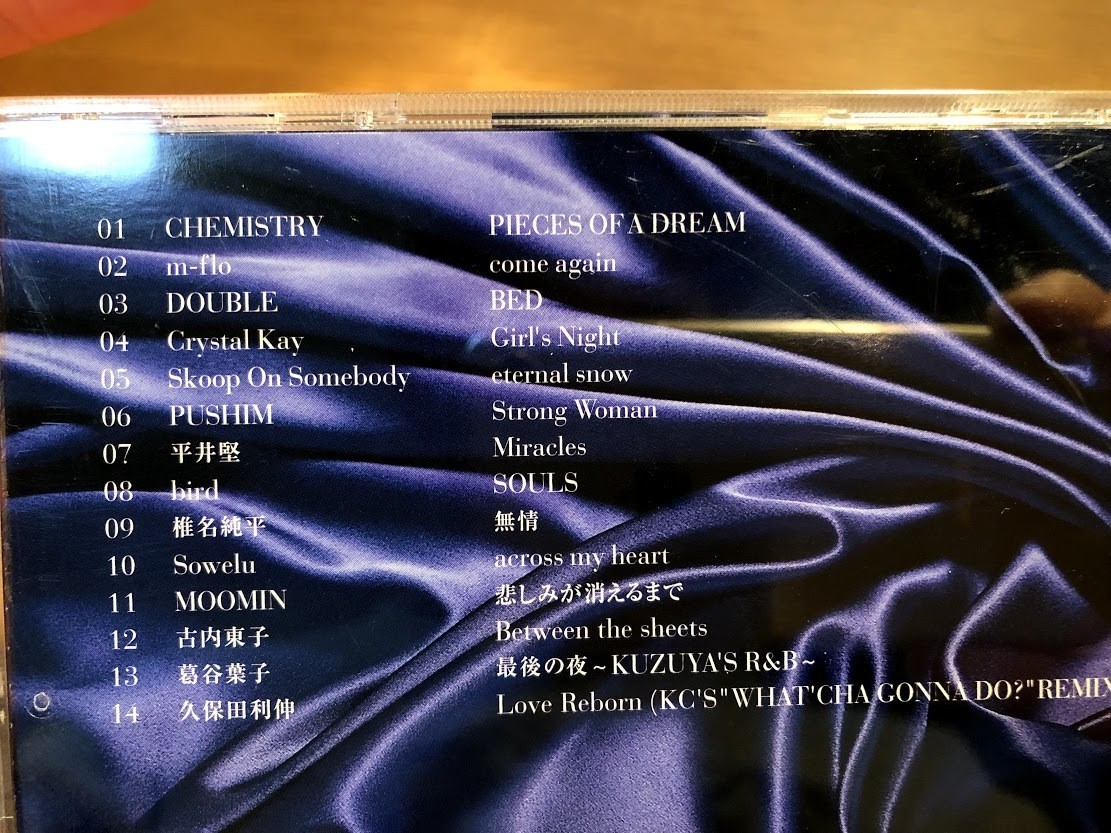 01 CHEMISTRY PIECES OF A DREAM
02 m-flo come again
03 DOUBLE BED
04 Crystal Kay Girl's Night
05 Skoop On Somebody eternal snow
06 PUSHIM Strong Woman
07 平井堅 Miracles
08 bird SOULS
09 椎名純平 無情
10 Sowelu across my heart
11 MOOMIN 悲しみが消えるまで
12 古内東子 Between the sheets
13 葛谷葉子 最後の夜~KUZUYA'S R&B~
14 久保田利伸 Love Reborn (KC'S"WHAT'CHA GONNA DO?"REMIX